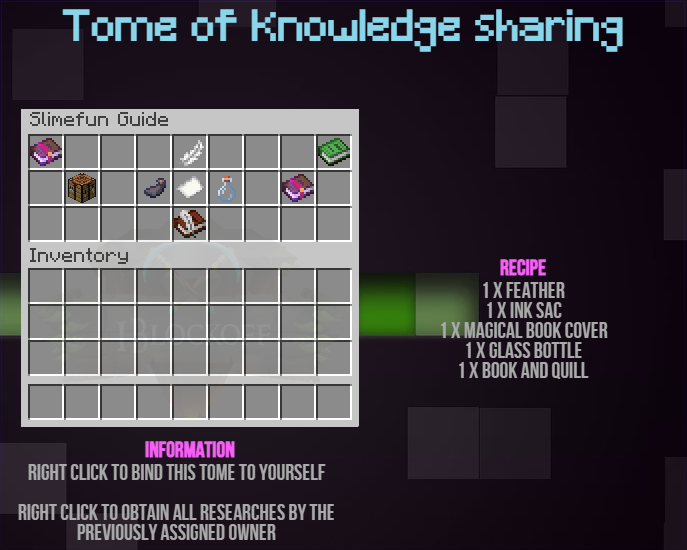 Tome of Knowledge sharing
Slimefun Guide
Inventory
IBLOCKOFF
RECIPE
1 X FEATHER
1 X INK SAC
1 X MAGICAL BOOK COVER
1 X GLASS BOTTLE
1 X BOOK AND QUILL
INFORMATION
RIGHT CLICK TO BIND THIS TOME TO YOURSELF
RIGHT CLICK TO OBTAIN ALL RESEARCHES BY THE
PREVIOUSLY ASSIGNED OWNER